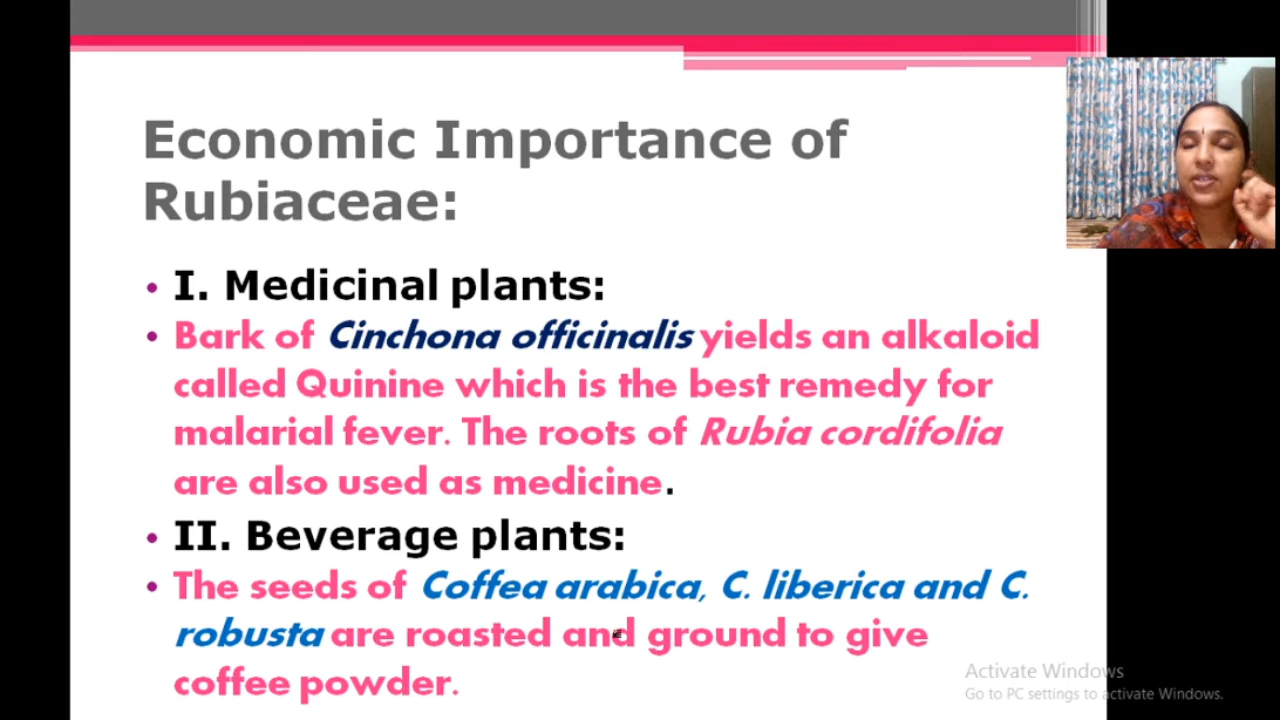 Economic Importance of
Rubiaceae:
• I. Medicinal plants:
• Bark of Cinchona officinalis yields an alkaloid
called Quinine which is the best remedy for
malarial fever. The roots of Rubia cordifolia
are also used as medicine.
• II. Beverage plants:
• The seeds of Coffea arabica, C. liberica and C.
robusta are roasted and ground to give
coffee powder.
Activate Windows
Go to PC settings to activate Windows.